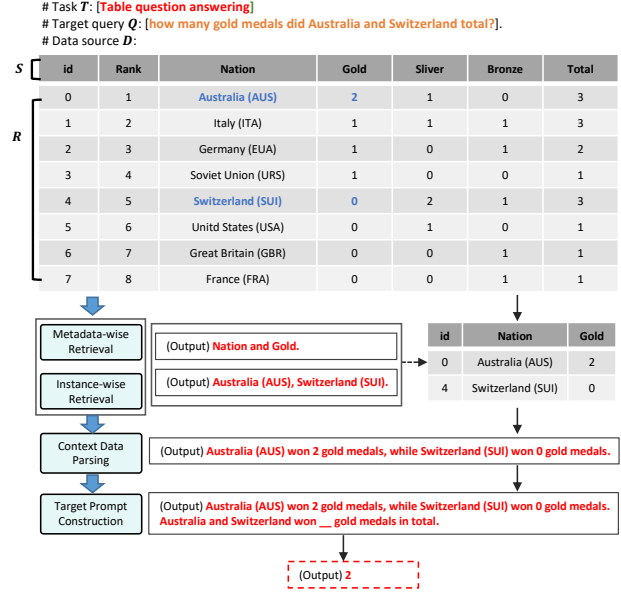 # Task T: [Table question answering]
# Target query Q: [how many gold medals did Australia and Switzerland total?].
# Data source D:
S id Rank Nation Gold Sliver Bronze Total
R
0 1 Australia (AUS) 2 1 0 3
1 2 Italy (ITA) 1 1 1 3
2 3 Germany (EUA) 1 0 1 2
3 4 Soviet Union (URS) 1 0 0 1
4 5 Switzerland (SUI) 0 2 1 3
5 6 Unitd States (USA) 0 1 0 1
6 7 Great Britain (GBR) 0 0 1 1
7 8 France (FRA) 0 0 1 1
Metadata-wise
Retrieval
(Output) Nation and Gold.
Instance-wise
Retrieval
(Output) Australia (AUS), Switzerland (SUI).
id Nation Gold
0 Australia (AUS) 2
4 Switzerland (SUI) 0
Context Data
Parsing
(Output) Australia (AUS) won 2 gold medals, while Switzerland (SUI) won 0 gold medals.
Target Prompt
Construction
(Output) Australia (AUS) won 2 gold medals, while Switzerland (SUI) won 0 gold medals.
Australia and Switzerland won __ gold medals in total.
(Output) 2